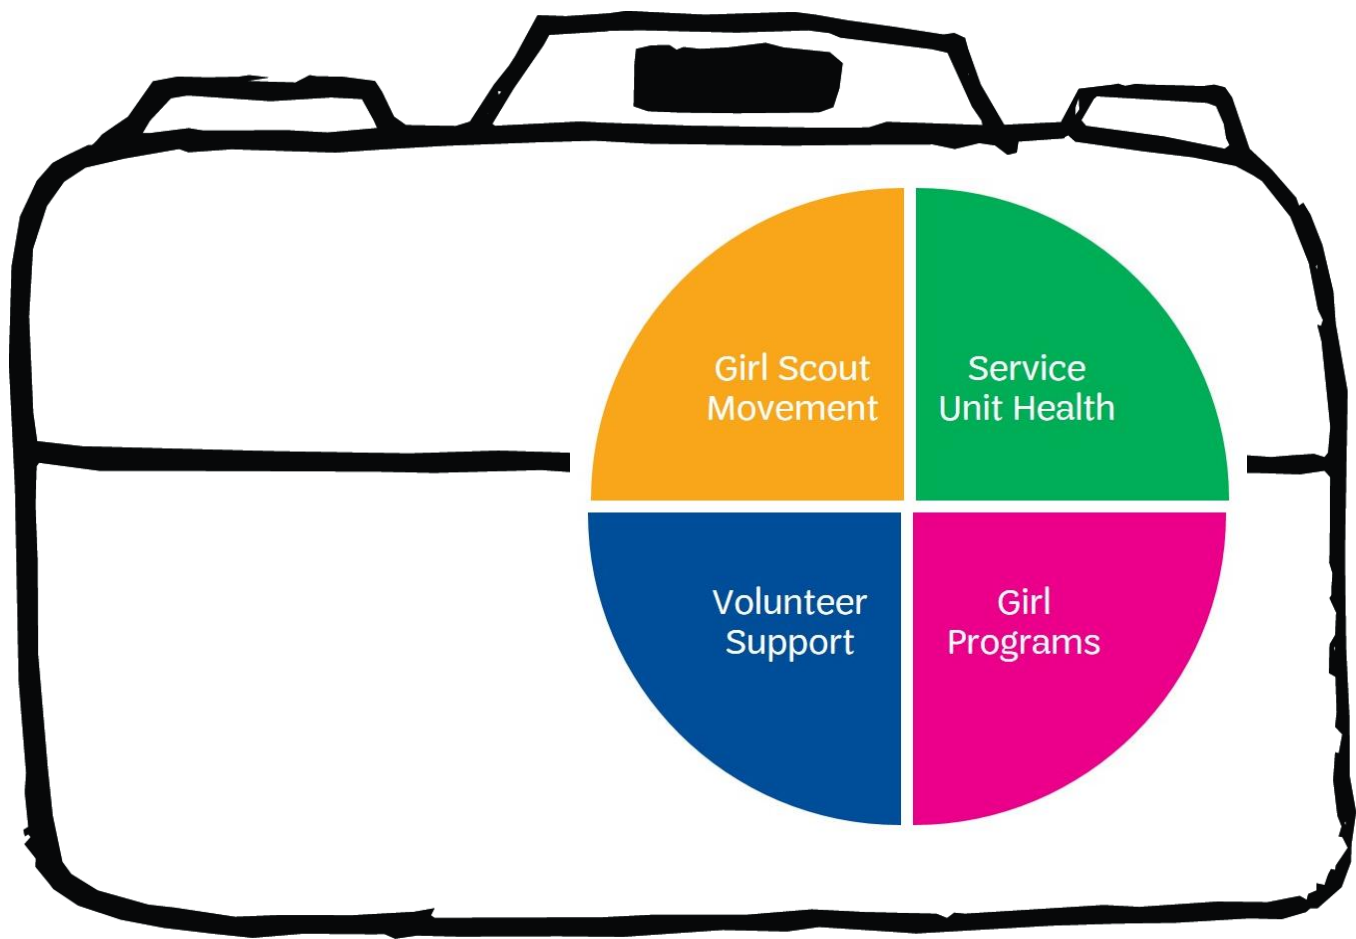 Girl Scout
Movement
Service
Unit Health
Volunteer
Support
Girl
Programs